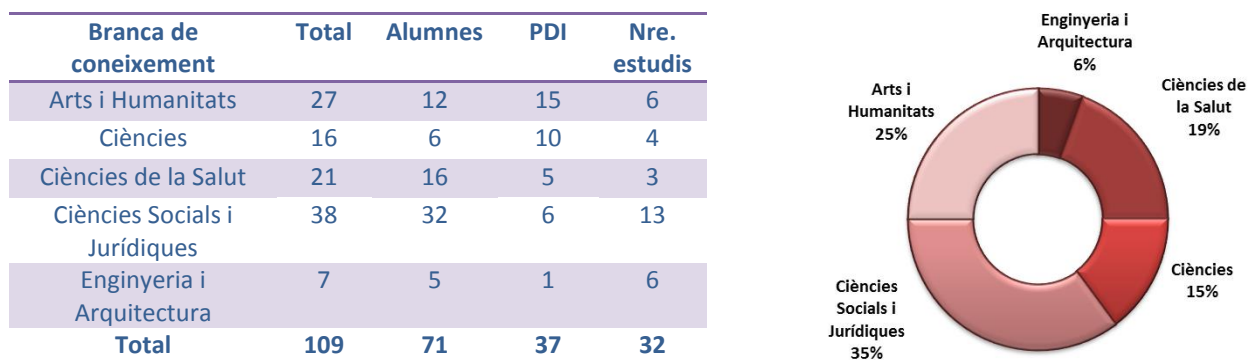 Branca de coneixement Total Alumnes PDI Nre. estudis
Arts i Humanitats 27 12 15 6
Ciències 16 6 10 4
Ciències de la Salut 21 16 5 3
Ciències Socials i Jurídiques 38 32 6 13
Enginyeria i Arquitectura 7 5 1 6
Total 109 71 37 32
Enginyeria i
Arquitectura
6%
Ciències de
la Salut
19%
Ciències
15%
Ciències
Socials i
Jurídiques
35%
Arts i
Humanitats
25%